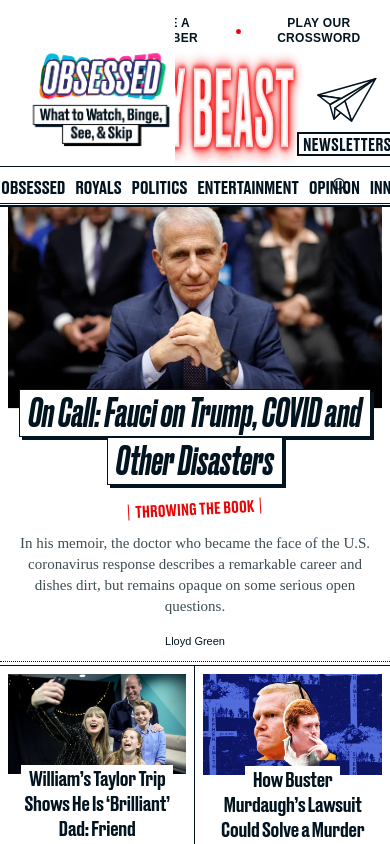 E A
PLAY OUR
BER
CROSSWORD
OBSESSED
What to Watch, Binge,
See, & Skip
Y BEAST
NEWSLETTERS
OBSESSED ROYALS POLITICS ENTERTAINMENT OPINION INN
On Call: Fauci on Trump, COVID and
Other Disasters
THROWING THE BOOK
In his memoir, the doctor who became the face of the U.S.
coronavirus response describes a remarkable career and
dishes dirt, but remains opaque on some serious open
questions.
Lloyd Green
William’s Taylor Trip
Shows He Is ‘Brilliant’
Dad: Friend
How Buster
Murdaugh’s Lawsuit
Could Solve a Murder